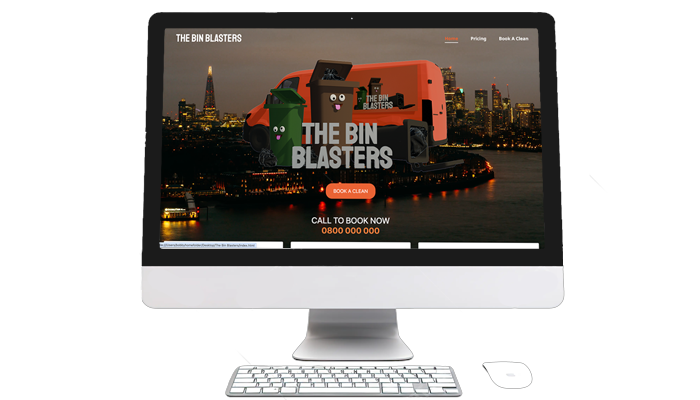 THE BIN BLASTERS
Home
Pricing
Book A Clean
THE BIN
BLASTERS
THE BIN
BLASTERS
BOOK A CLEAN
CALL TO BOOK NOW
0800 000 000